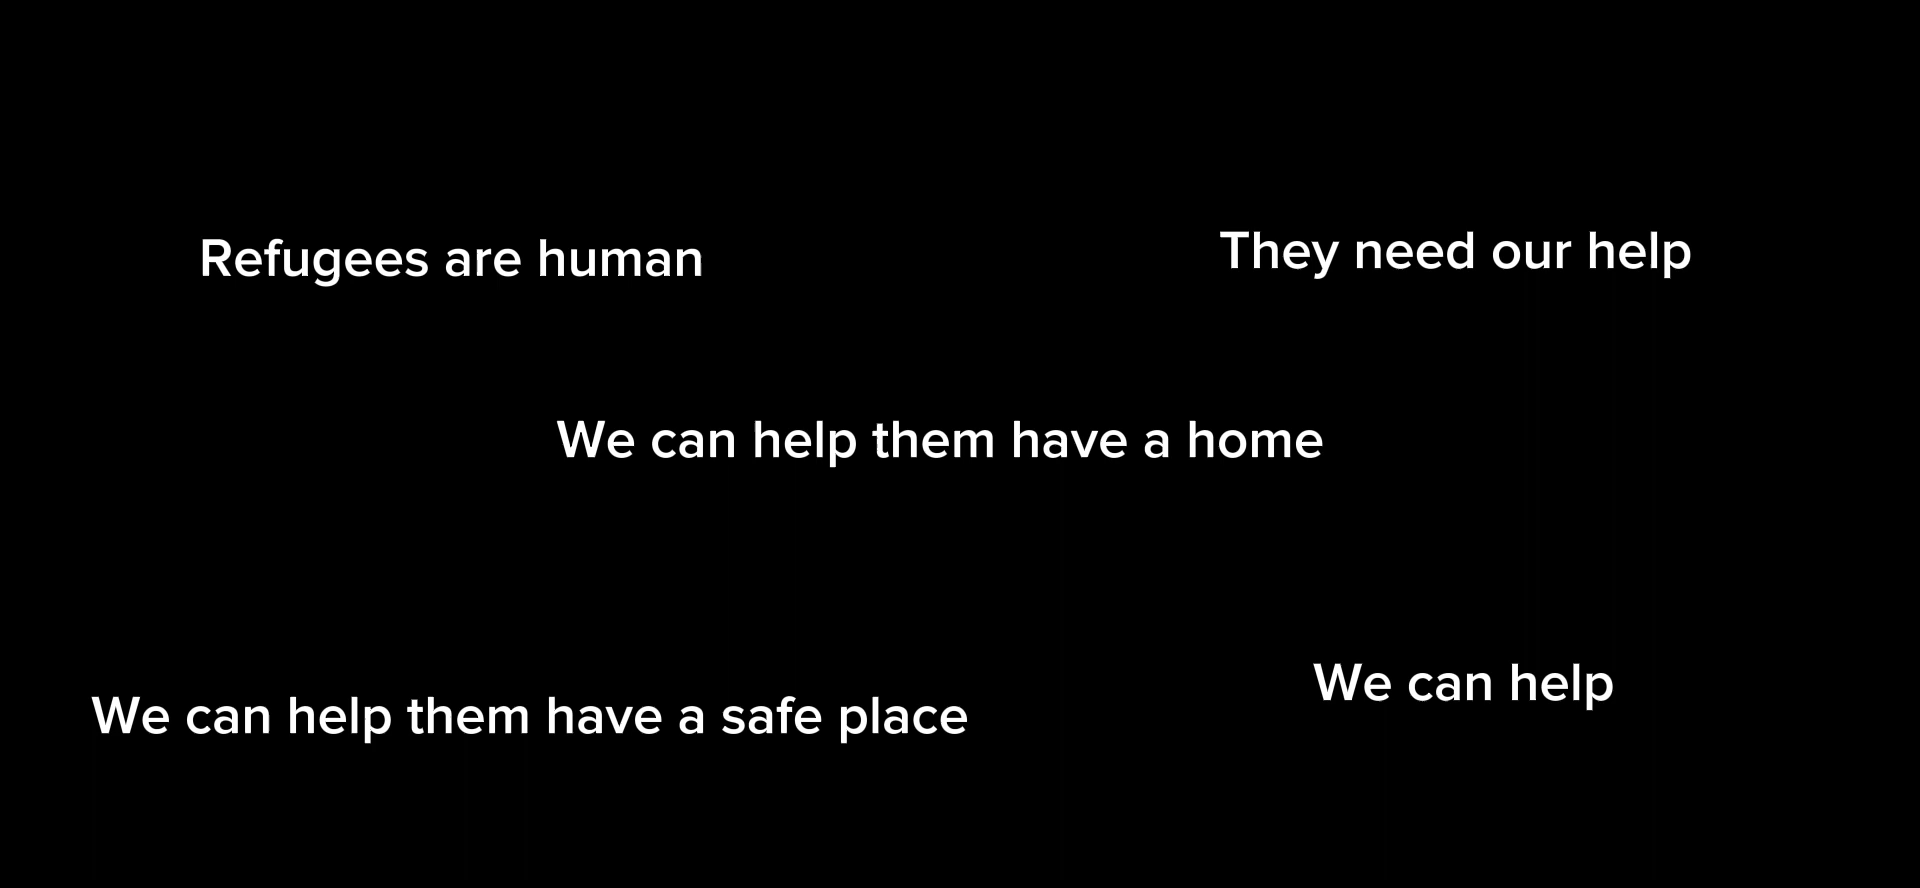 Refugees are human
They need our help
We can help them have a home
We can help them have a safe place
We can help